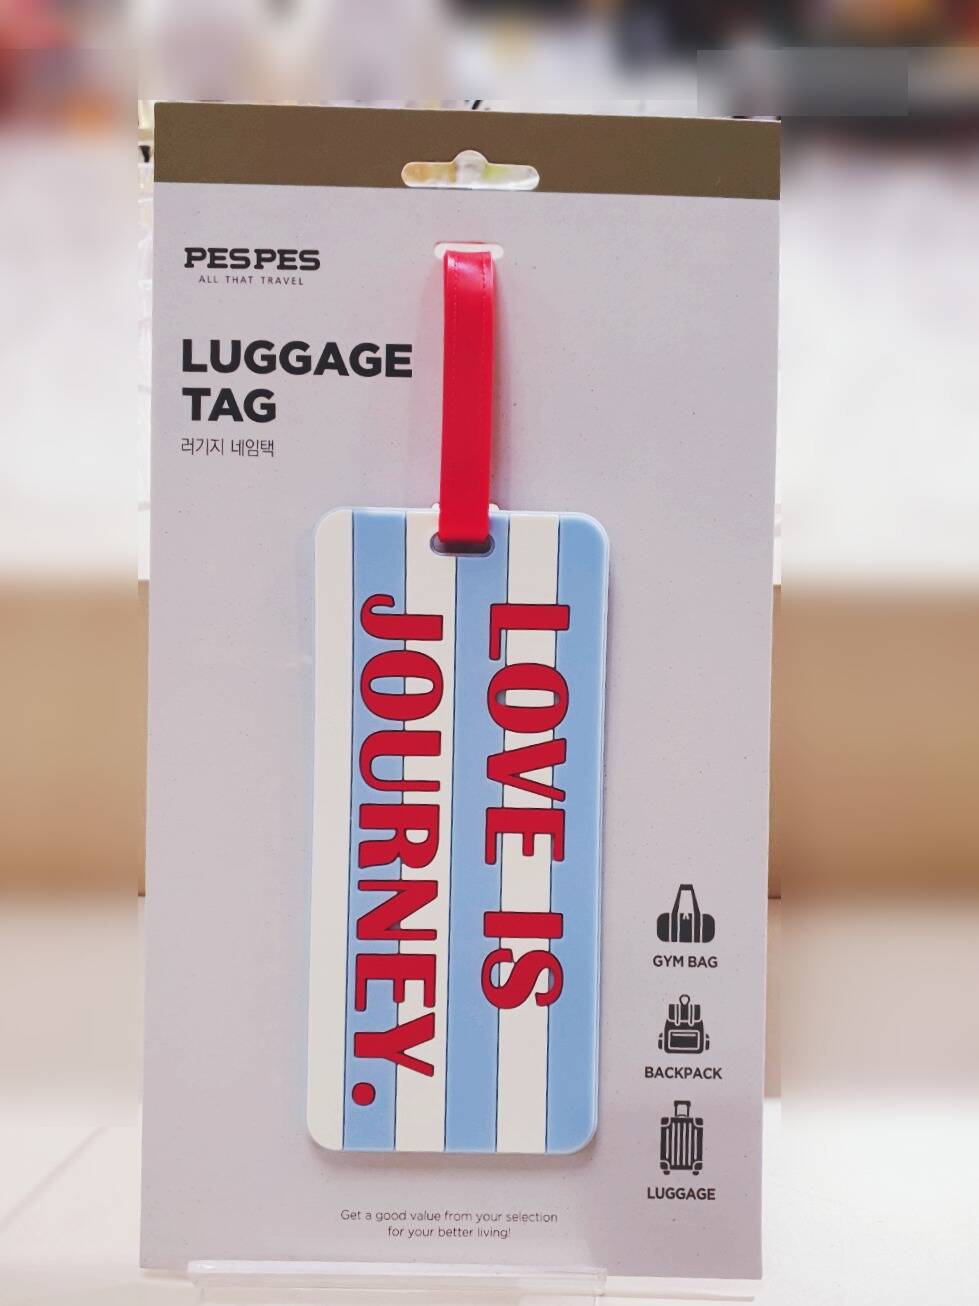 PESPES
ALL THAT TRAVEL
LUGGAGE
TAG
러기지 네임택
LOVE IS
JOURNEY.
GYM BAG
BACKPACK
LUGGAGE
Get a good value from your selection
for your better living!